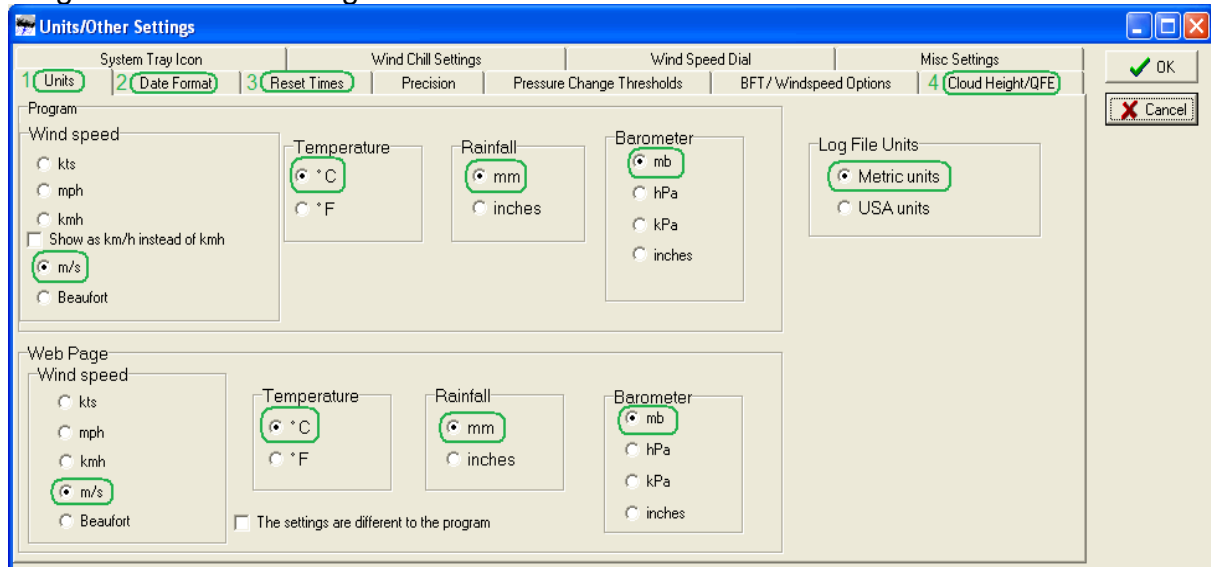 Units/Other Settings
System Tray Icon Wind Chill Settings Wind Speed Dial Misc Settings
1 Units 2 Date Format 3 Reset Times Precision Pressure Change Thresholds BFT / Windspeed Options 4 Cloud Height/QFE
OK
Cancel
Program
Wind speed
kts
mph
kmh
Show as km/h instead of kmh
m/s
Beaufort
Temperature
°C
°F
Rainfall
mm
inches
Barometer
mb
hPa
kPa
inches
Log File Units
Metric units
USA units
Web Page
Wind speed
kts
mph
kmh
m/s
Beaufort
Temperature
°C
°F
Rainfall
mm
inches
The settings are different to the program
Barometer
mb
hPa
kPa
inches